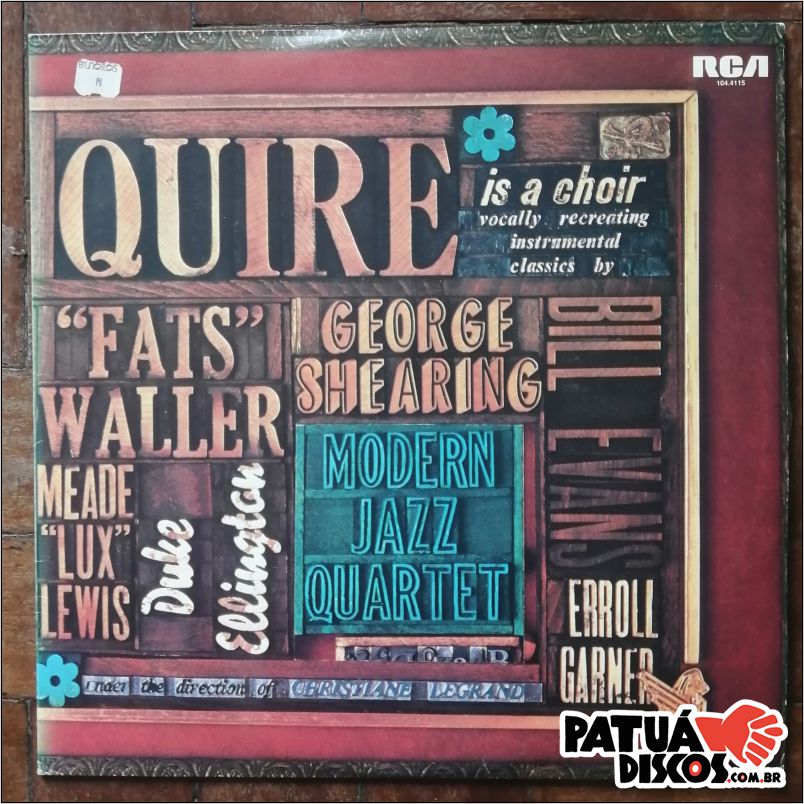 RCA
104.4115
QUIRE
is a choir
vocally recreating
instrumental
classics by
"FATS"
WALLER
GEORGE
SHEARING
BILL EVANS
MEADE
"LUX"
LEWIS
Duke
Ellington
MODERN
JAZZ
QUARTET
ERROLL
GARNER
under the direction of CHRISTIANE LEGRAND
PATUÁ
DISCOS.COM.BR